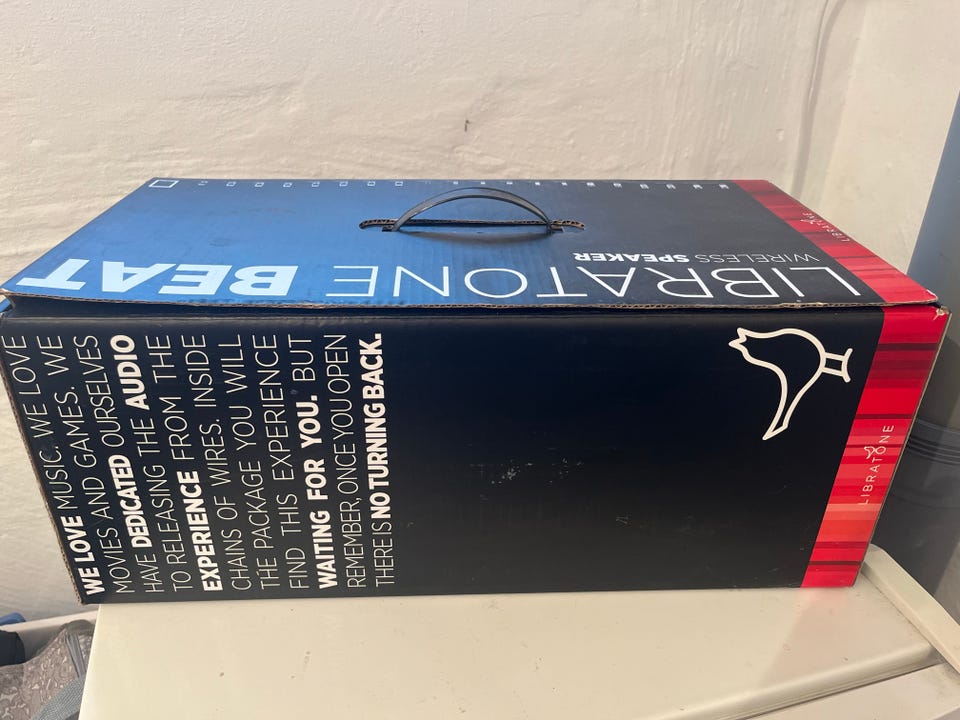 LIBRATONE BEAT
WIRELESS SPEAKER
LIBRATONE
WE LOVE MUSIC. WE LOVE
MOVIES AND GAMES. WE
HAVE DEDICATED OURSELVES
TO RELEASING THE AUDIO
EXPERIENCE FROM THE
CHAINS OF WIRES. INSIDE
THE PACKAGE YOU WILL
FIND THIS EXPERIENCE
WAITING FOR YOU. BUT
REMEMBER, ONCE YOU OPEN
THERE IS NO TURNING BACK.
LIBRATONE